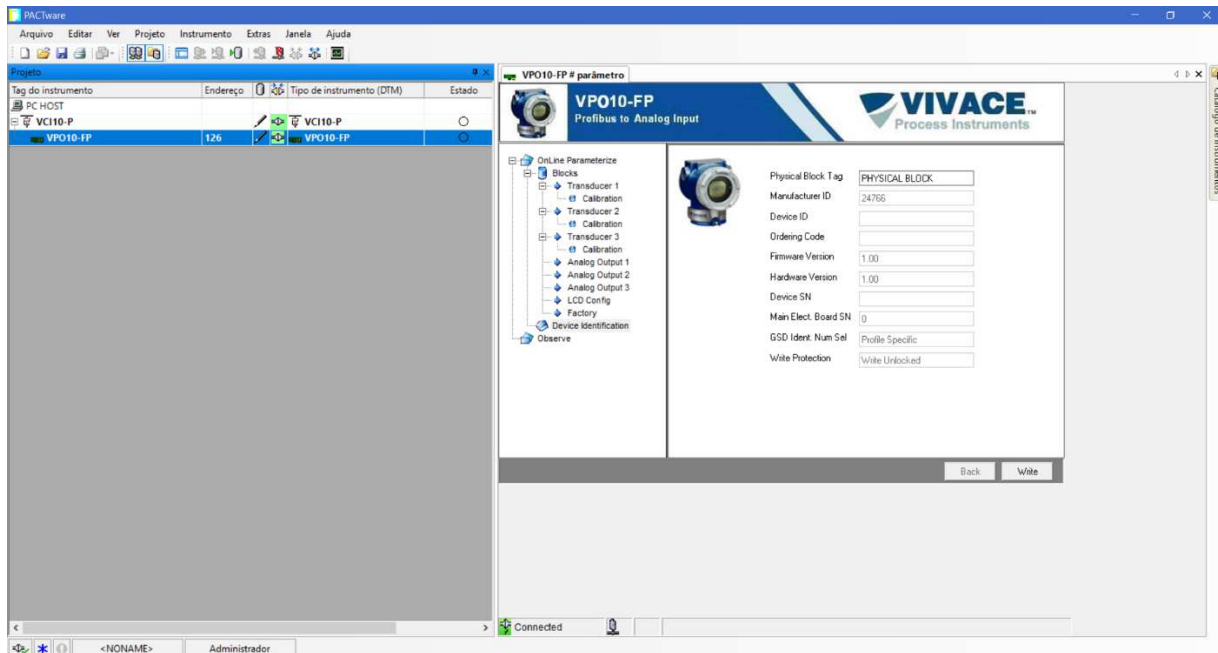 PACTware
Arquivo Editar Ver Projeto Instrumento Extras Janela Ajuda
Projeto
Tag do instrumento Endereço Tipo de instrumento (DTM) Estado
PC HOST
VCI10-P VCI10-P
VPO10-FP 126 VPO10-FP
VPO10-FP # parâmetro
VPO10-FP
Profibus to Analog Input
VIVACE™
Process Instruments
OnLine Parameterize
Blocks
Transducer 1
Calibration
Transducer 2
Calibration
Transducer 3
Calibration
Analog Output 1
Analog Output 2
Analog Output 3
LCD Config
Factory
Device Identification
Observe
Physical Block Tag PHYSICAL BLOCK
Manufacturer ID 24766
Device ID
Ordering Code
Firmware Version 1.00
Hardware Version 1.00
Device SN
Main Elect. Board SN 0
GSD Ident. Num Sel Profile Specific
Write Protection Write Unlocked
Back Write
Catálogo de instrumentos
Connected
<NONAME> Administrador